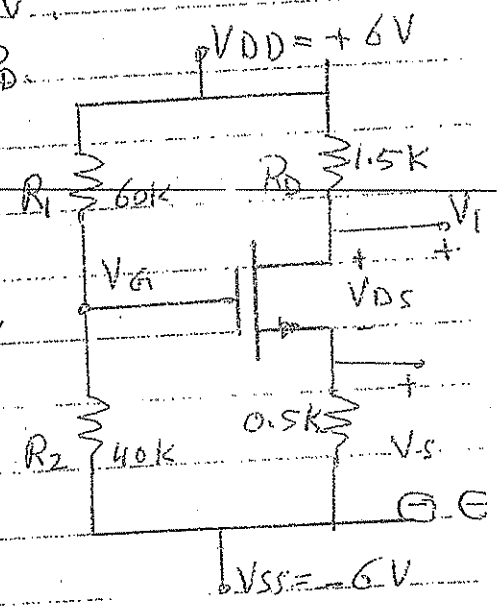 V
D
VDD = + 6V
R1 60K
RD 1.5K
V1
+ +
VG
VDS
-
+
R2 40K
0.5K
VS
⊖ ⊖
VSS = -6V